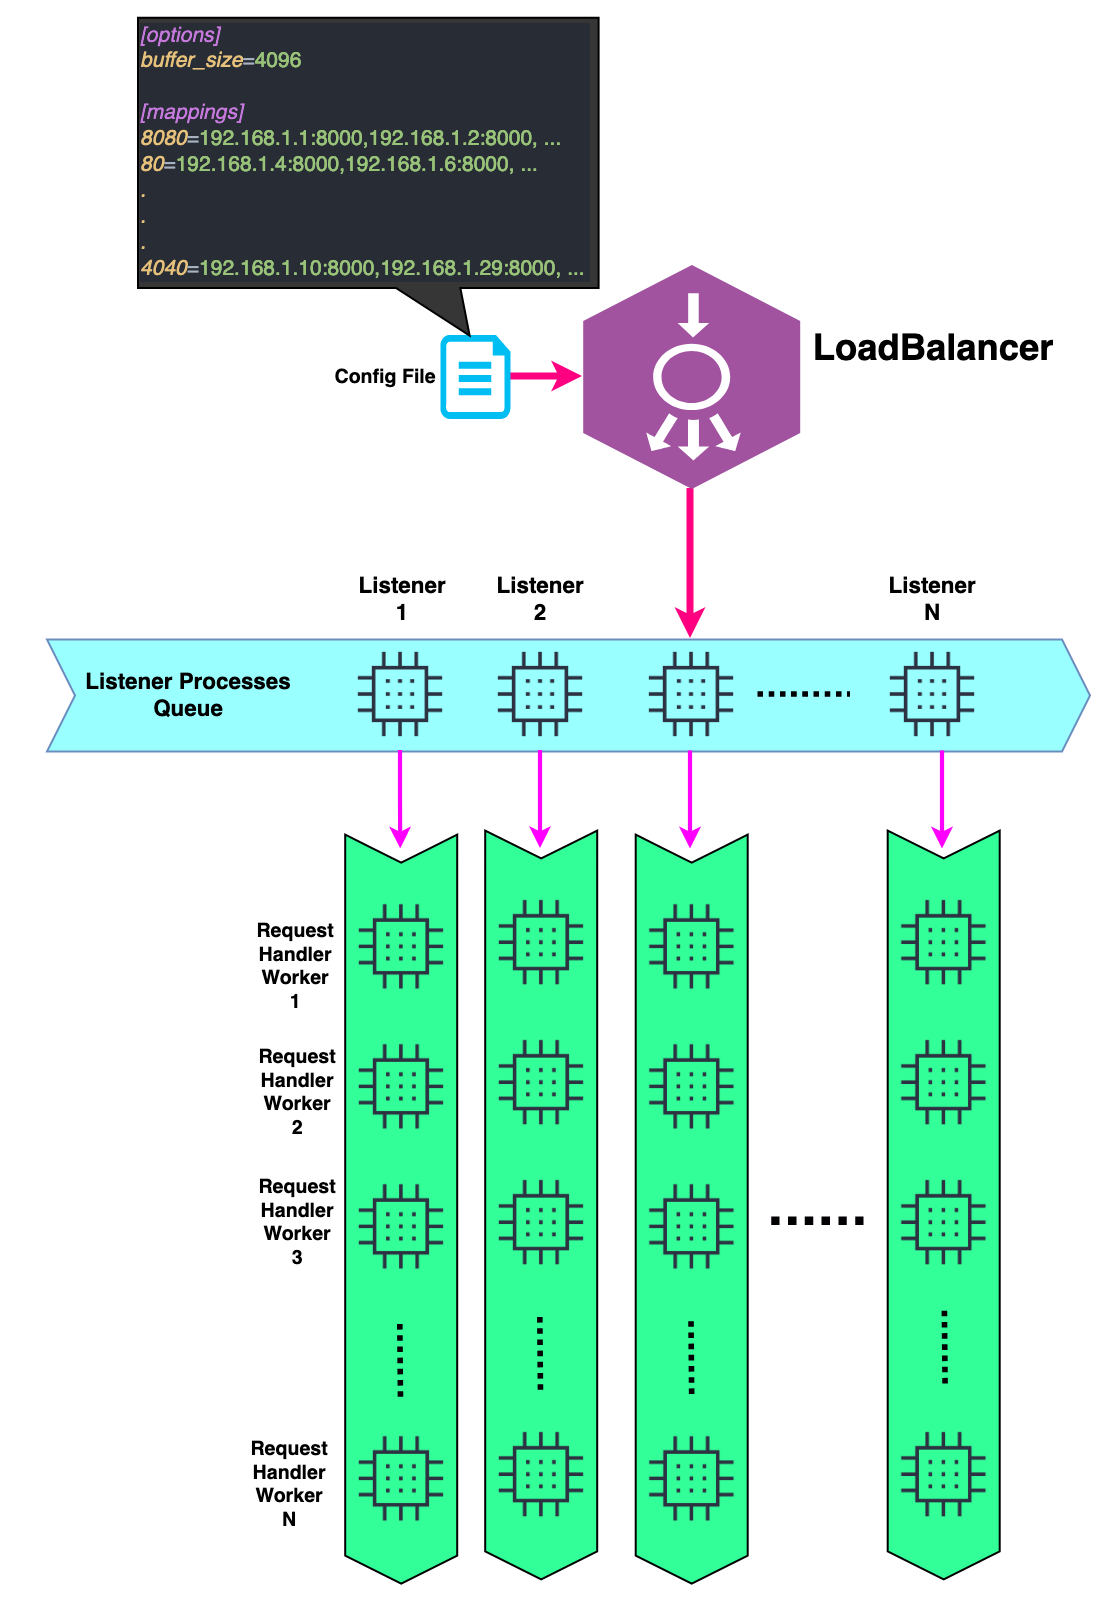 [options]
buffer_size=4096
[mappings]
8080=192.168.1.1:8000,192.168.1.2:8000, ...
80=192.168.1.4:8000,192.168.1.6:8000, ...
.
.
.
4040=192.168.1.10:8000,192.168.1.29:8000, ...
LoadBalancer
Config File
Listener
1
Listener
2
Listener
N
Listener Processes
Queue
Request
Handler
Worker
1
Request
Handler
Worker
2
Request
Handler
Worker
3
Request
Handler
Worker
N